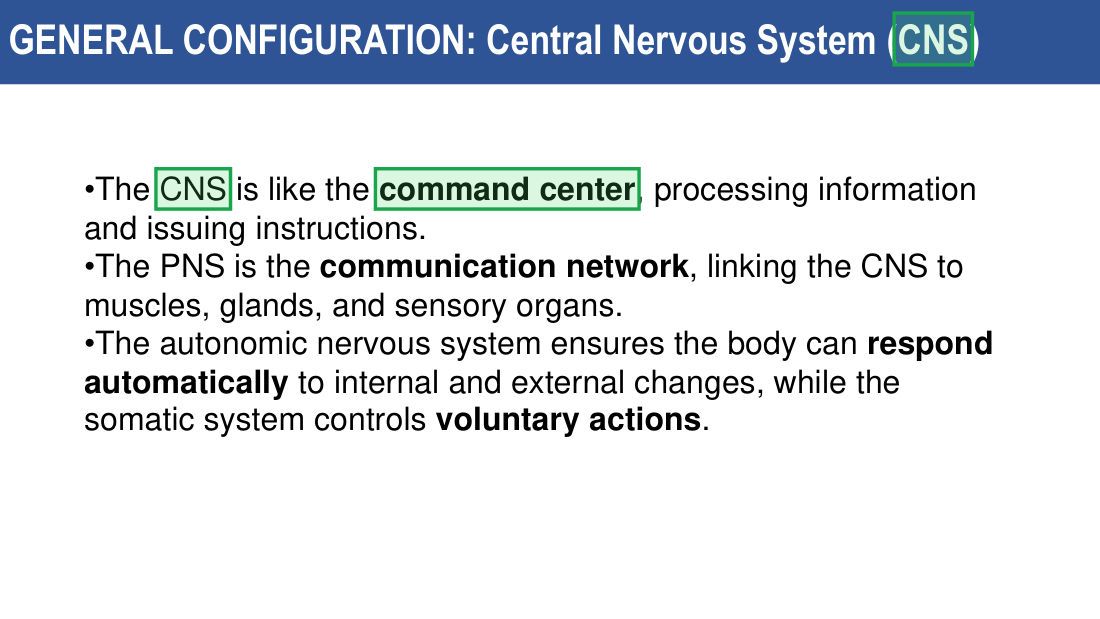 GENERAL CONFIGURATION: Central Nervous System (CNS)
•The CNS is like the command center, processing information
and issuing instructions.
•The PNS is the communication network, linking the CNS to
muscles, glands, and sensory organs.
•The autonomic nervous system ensures the body can respond
automatically to internal and external changes, while the
somatic system controls voluntary actions.